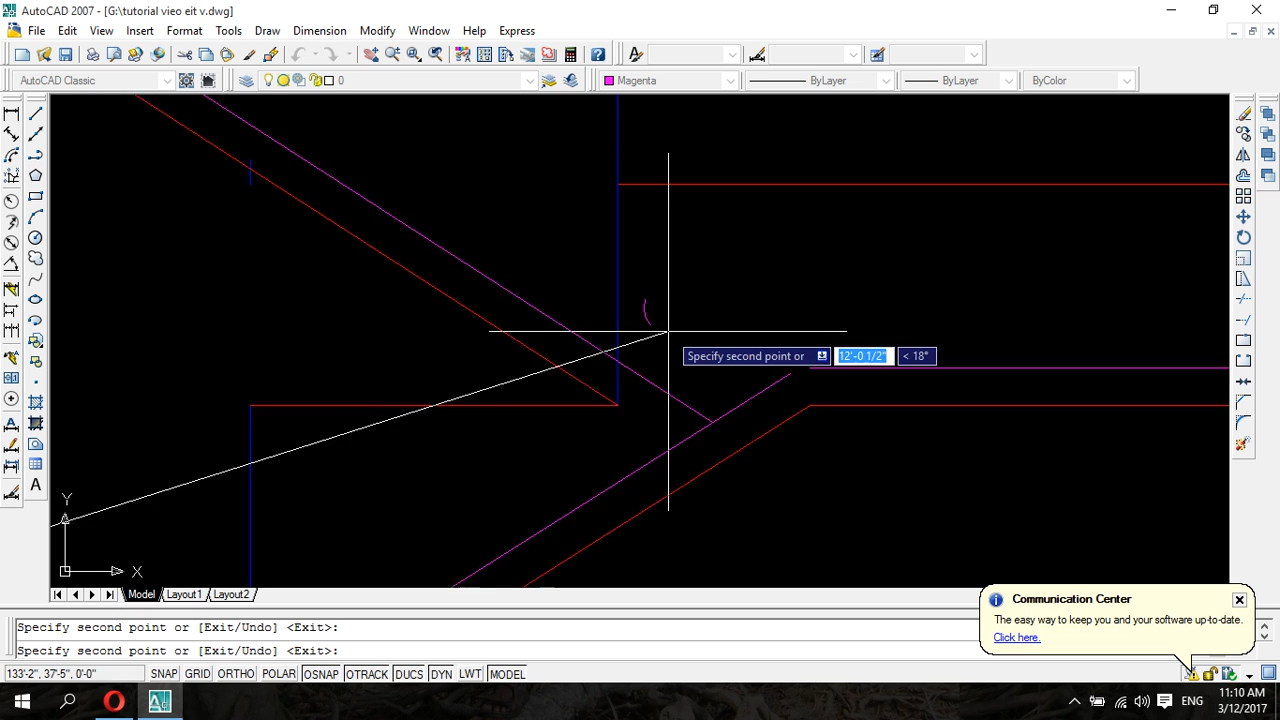 AutoCAD 2007 - [G:\tutorial vieo eit v.dwg]
File Edit View Insert Format Tools Draw Dimension Modify Window Help Express
AutoCAD Classic 0 Magenta ByLayer ByLayer ByColor
A
Specify second point or 12'-0 1/2" < 18°
Y
X
Model Layout1 Layout2
Communication Center
The easy way to keep you and your software up-to-date.
Click here.
Specify second point or [Exit/Undo] <Exit>:
Specify second point or [Exit/Undo] <Exit>:
133'-2", 37'-5", 0'-0" SNAP GRID ORTHO POLAR OSNAP OTRACK DUCS DYN LWT MODEL
ENG
11:10 AM
3/12/2017